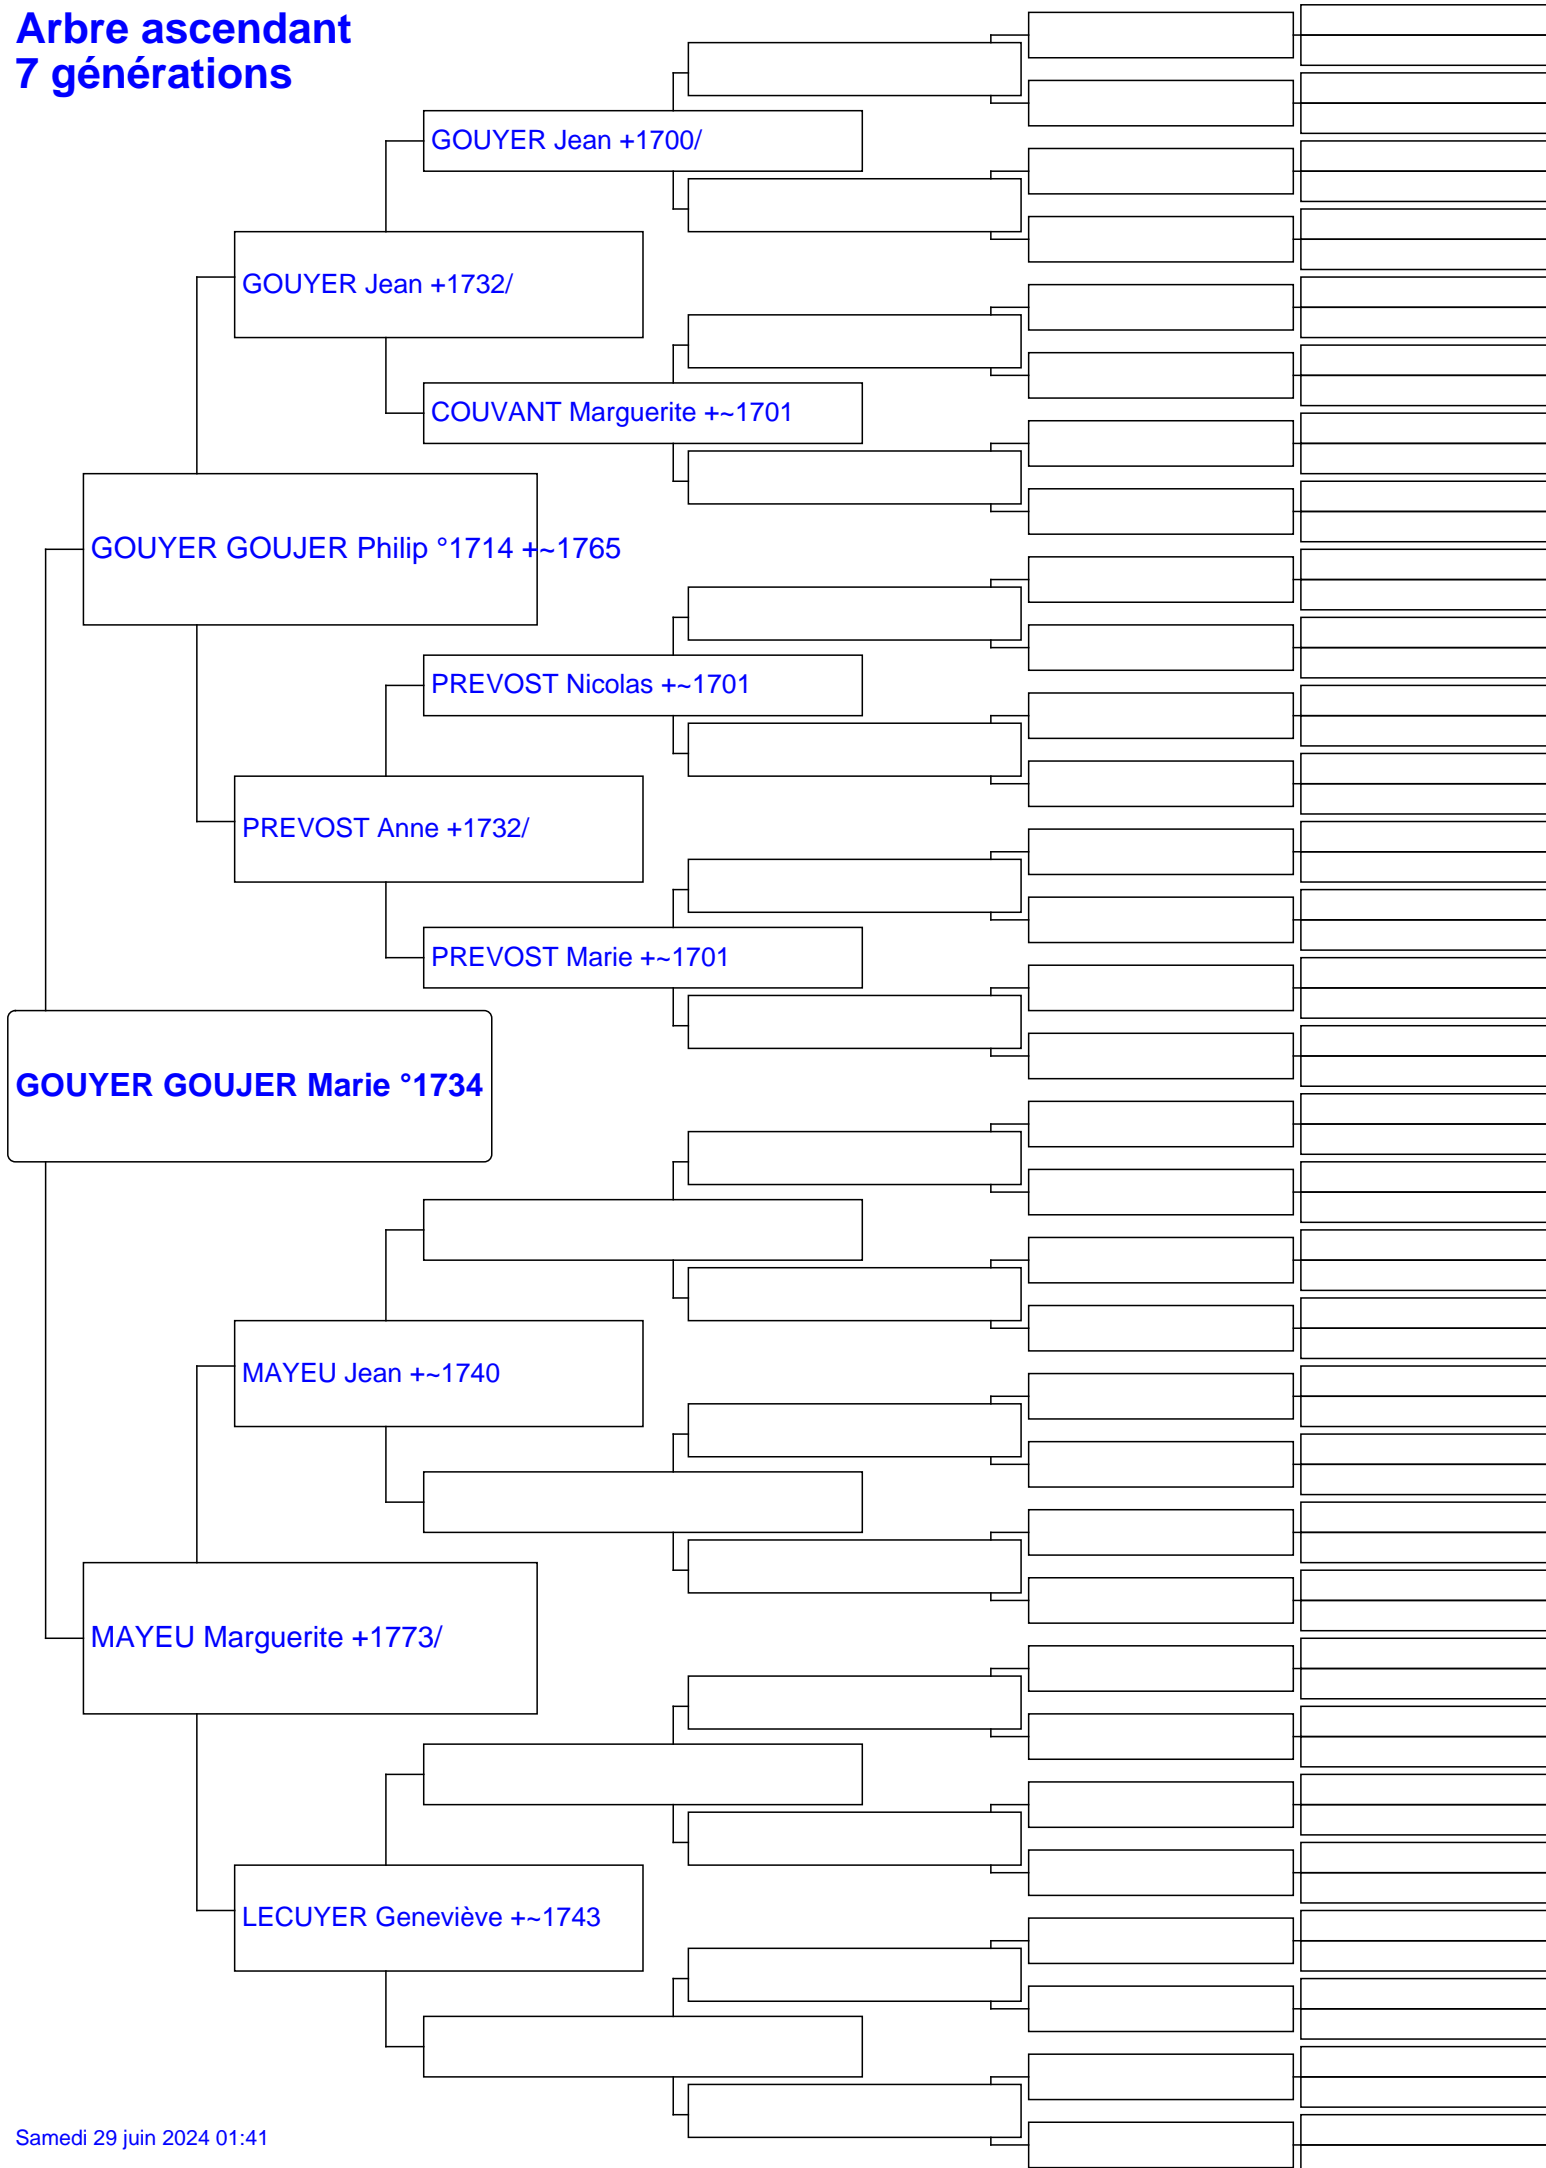 Arbre ascendant
7 générations
GOUYER Jean +1700/
GOUYER Jean +1732/
COUVANT Marguerite +~1701
GOUYER GOUJER Philip °1714 +~1765
PREVOST Nicolas +~1701
PREVOST Anne +1732/
PREVOST Marie +~1701
GOUYER GOUJER Marie °1734
MAYEU Jean +~1740
MAYEU Marguerite +1773/
LECUYER Geneviève +~1743
Samedi 29 juin 2024 01:41